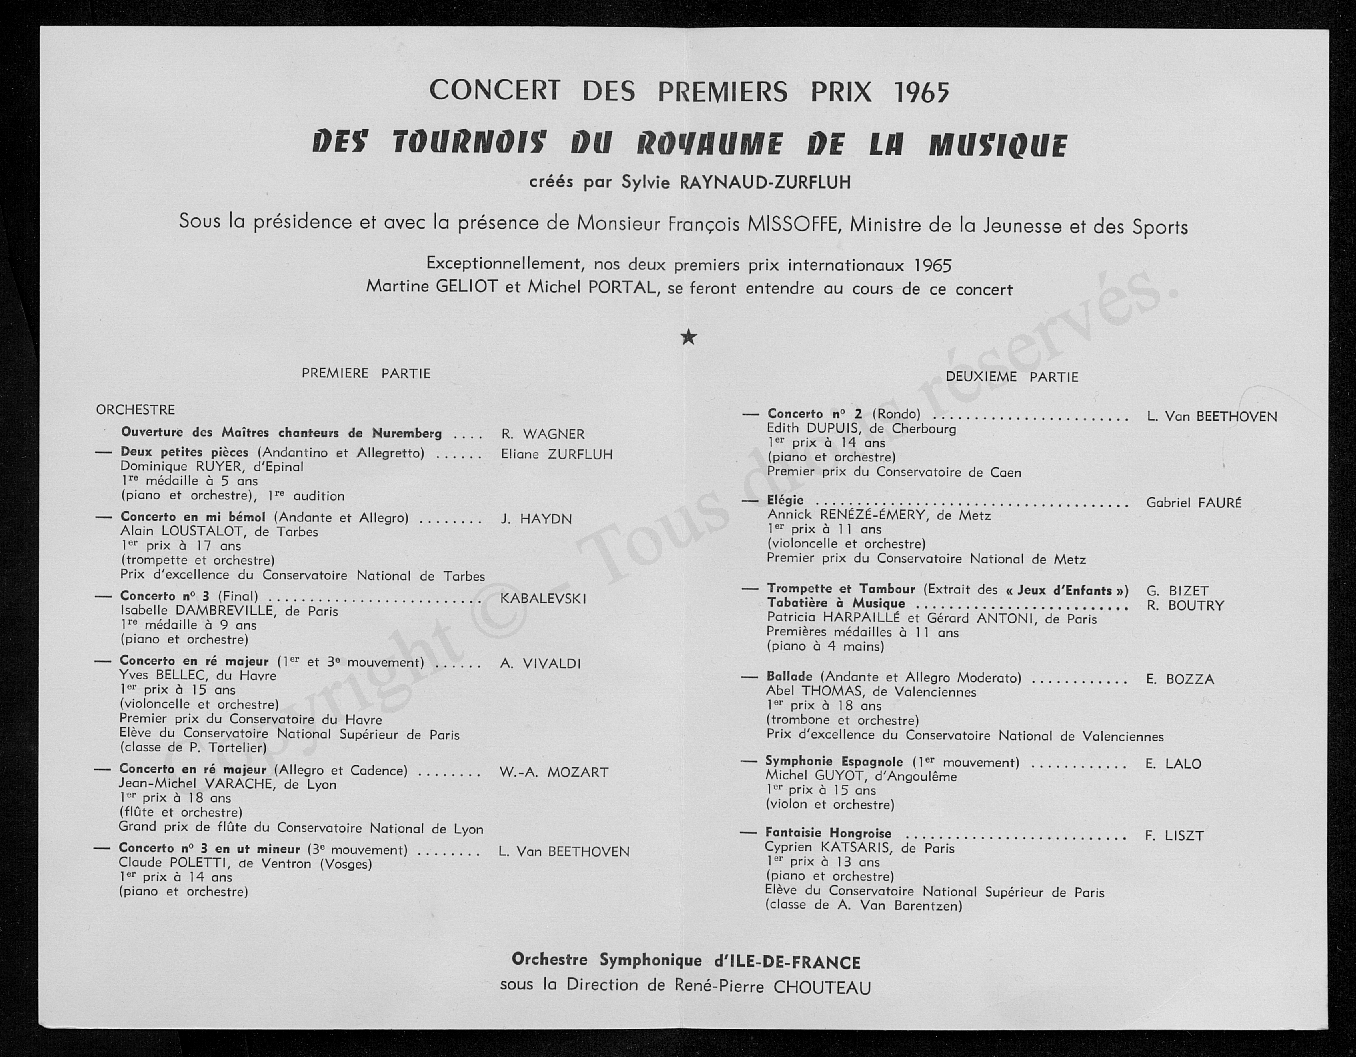 CONCERT DES PREMIERS PRIX 1965
DES TOURNOIS DU ROYAUME DE LA MUSIQUE
créés par Sylvie RAYNAUD-ZURFLUH
Sous la présidence et avec la présence de Monsieur François MISSOFFE, Ministre de la Jeunesse et des Sports
Exceptionnellement, nos deux premiers prix internationaux 1965
Martine GELIOT et Michel PORTAL, se feront entendre au cours de ce concert
★
PREMIERE PARTIE
ORCHESTRE
Ouverture des Maîtres chanteurs de Nuremberg .... R. WAGNER
— Deux petites pièces (Andantino et Allegretto) ...... Eliane ZURFLUH
Dominique RUYER, d'Epinal
1re médaille à 5 ans
(piano et orchestre), 1re audition
— Concerto en mi bémol (Andante et Allegro) ........ J. HAYDN
Alain LOUSTALOT, de Tarbes
1er prix à 17 ans
(trompette et orchestre)
Prix d'excellence du Conservatoire National de Tarbes
— Concerto n° 3 (Final) .......................... KABALEVSKI
Isabelle DAMBREVILLE, de Paris
1re médaille à 9 ans
(piano et orchestre)
— Concerto en ré majeur (1er et 3e mouvement) ...... A. VIVALDI
Yves BELLEC, du Havre
1er prix à 15 ans
(violoncelle et orchestre)
Premier prix du Conservatoire du Havre
Elève du Conservatoire National Supérieur de Paris
(classe de P. Tortelier)
— Concerto en ré majeur (Allegro et Cadence) ........ W.-A. MOZART
Jean-Michel VARACHE, de Lyon
1er prix à 18 ans
(flûte et orchestre)
Grand prix de flûte du Conservatoire National de Lyon
— Concerto n° 3 en ut mineur (3e mouvement) ........ L. Van BEETHOVEN
Claude POLETTI, de Ventron (Vosges)
1er prix à 14 ans
(piano et orchestre)
DEUXIEME PARTIE
— Concerto n° 2 (Rondo) ........................ L. Van BEETHOVEN
Edith DUPUIS, de Cherbourg
1er prix à 14 ans
(piano et orchestre)
Premier prix du Conservatoire de Caen
— Elégie ...................................... Gabriel FAURÉ
Annick RENÉZÉ-ÉMERY, de Metz
1er prix à 11 ans
(violoncelle et orchestre)
Premier prix du Conservatoire National de Metz
— Trompette et Tambour (Extrait des « Jeux d'Enfants ») G. BIZET
Tabatière à Musique .......................... R. BOUTRY
Patricia HARPAILLÉ et Gérard ANTONI, de Paris
Premières médailles à 11 ans
(piano à 4 mains)
— Ballade (Andante et Allegro Moderato) ............ E. BOZZA
Abel THOMAS, de Valenciennes
1er prix à 18 ans
(trombone et orchestre)
Prix d'excellence du Conservatoire National de Valenciennes
— Symphonie Espagnole (1er mouvement) ............ E. LALO
Michel GUYOT, d'Angoulême
1er prix à 15 ans
(violon et orchestre)
— Fantaisie Hongroise ........................... F. LISZT
Cyprien KATSARIS, de Paris
1er prix à 13 ans
(piano et orchestre)
Elève du Conservatoire National Supérieur de Paris
(classe de A. Van Barentzen)
Orchestre Symphonique d'ILE-DE-FRANCE
sous la Direction de René-Pierre CHOUTEAU
Copyright © - Tous droits réservés.